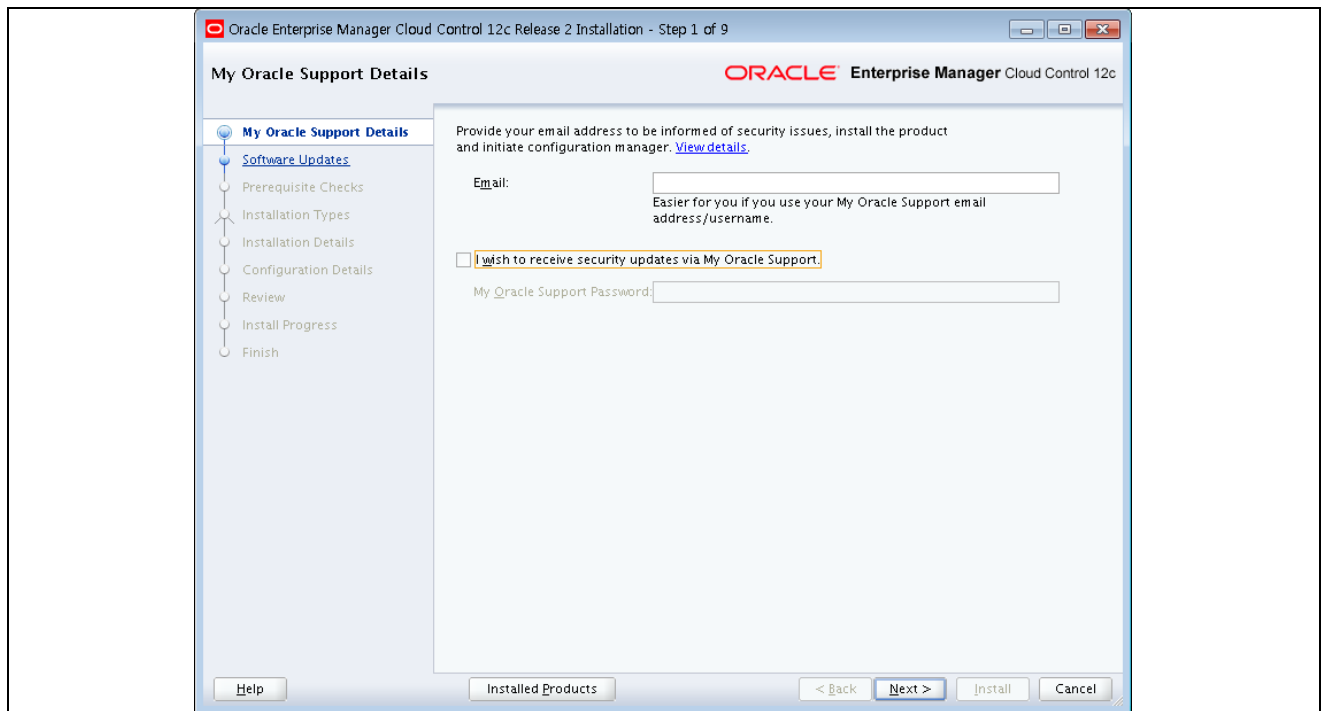 Oracle Enterprise Manager Cloud Control 12c Release 2 Installation - Step 1 of 9
My Oracle Support Details
ORACLE Enterprise Manager Cloud Control 12c
My Oracle Support Details
Software Updates
Prerequisite Checks
Installation Types
Installation Details
Configuration Details
Review
Install Progress
Finish
Provide your email address to be informed of security issues, install the product
and initiate configuration manager. View details.
Email:
Easier for you if you use your My Oracle Support email
address/username.
I wish to receive security updates via My Oracle Support.
My Oracle Support Password:
Help
Installed Products
< Back
Next >
Install
Cancel